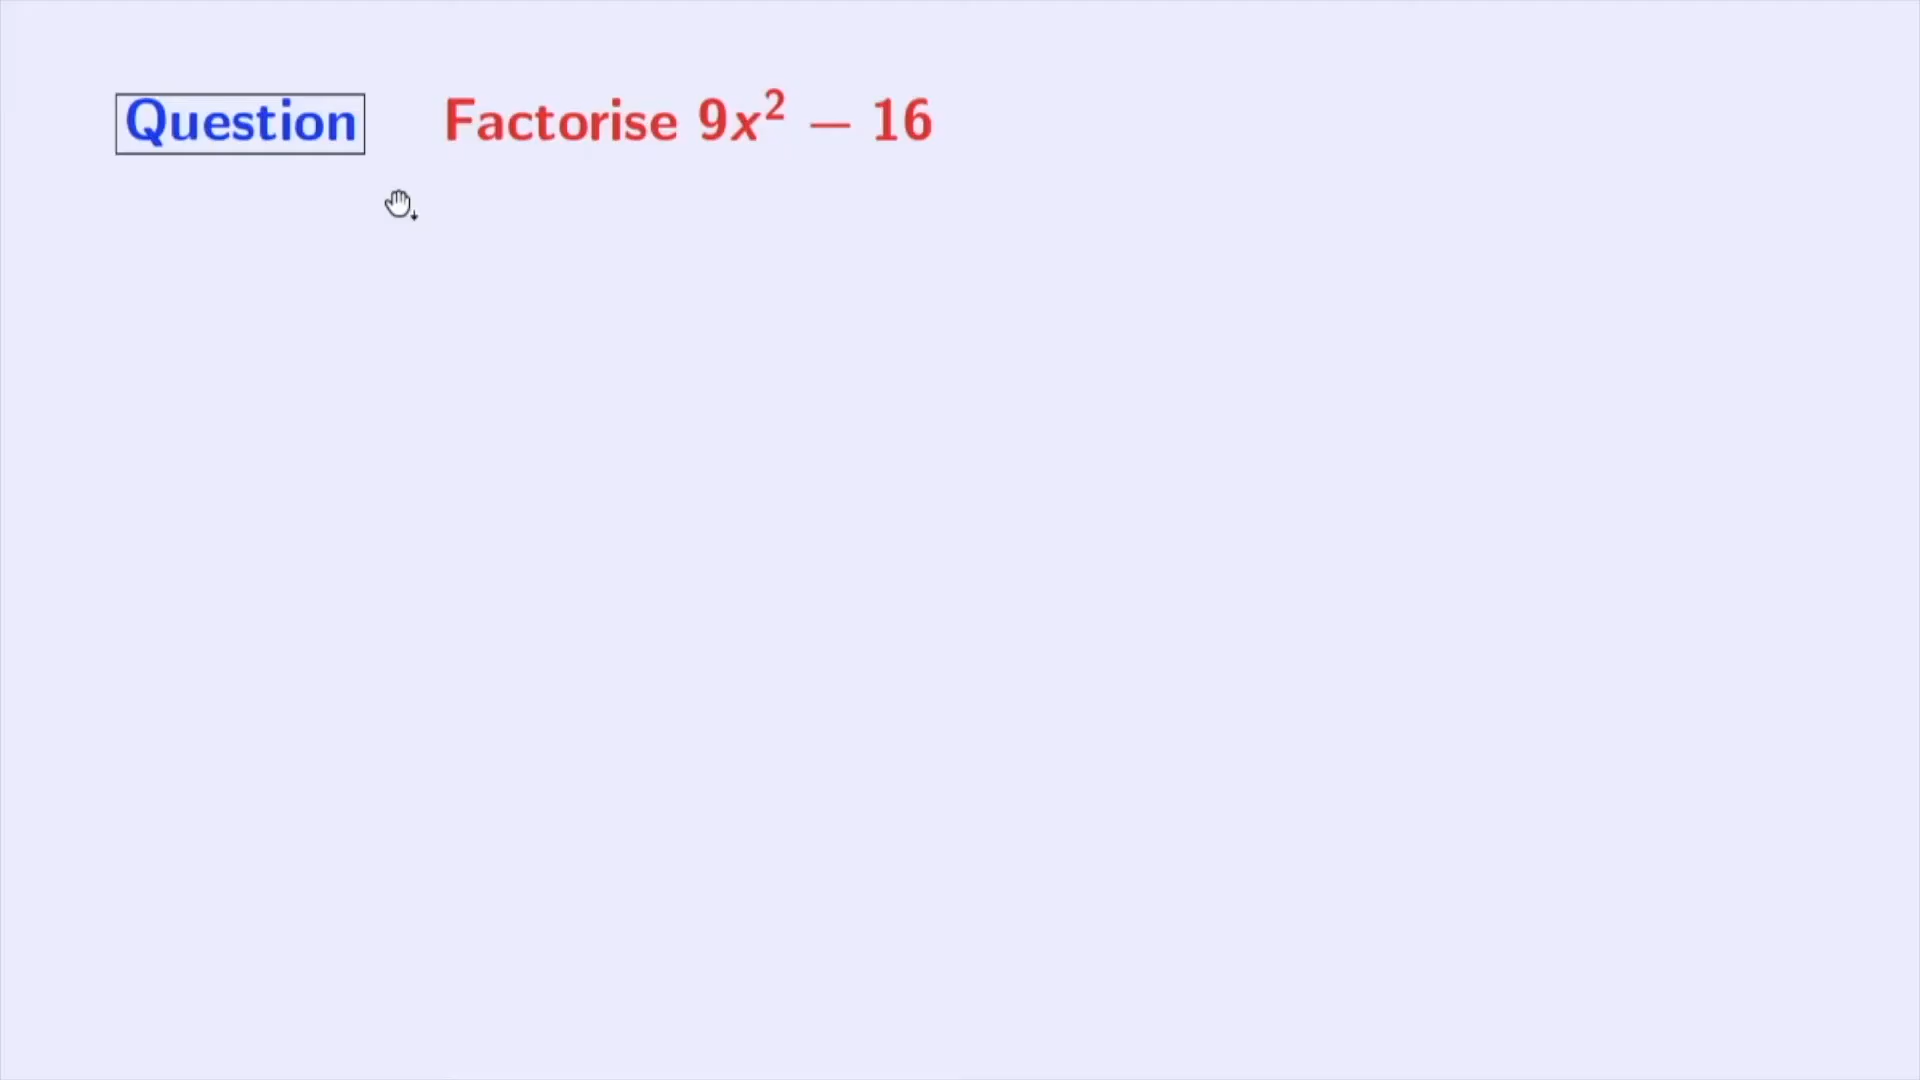 Question Factorise 9x² − 16